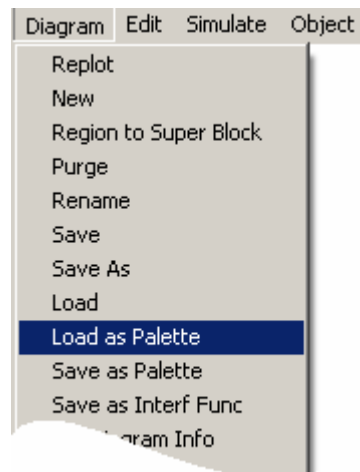 Diagram Edit Simulate Object
Replot
New
Region to Super Block
Purge
Rename
Save
Save As
Load
Load as Palette
Save as Palette
Save as Interf Func
Info